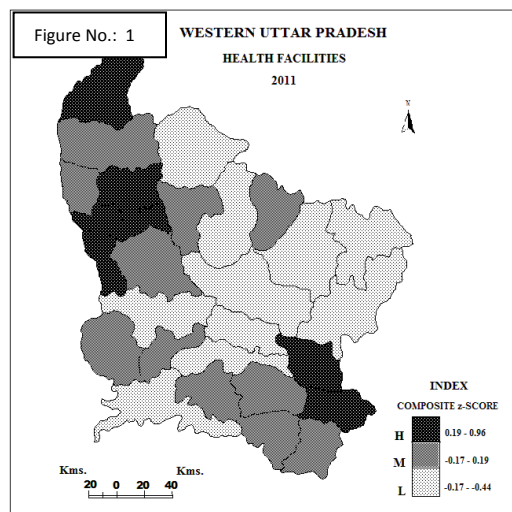 Figure No.: 1
WESTERN UTTAR PRADESH
HEALTH FACILITIES
2011
N
INDEX
COMPOSITE z-SCORE
H 0.19 - 0.96
M -0.17 - 0.19
L -0.17 - -0.44
Kms. Kms.
20 0 20 40